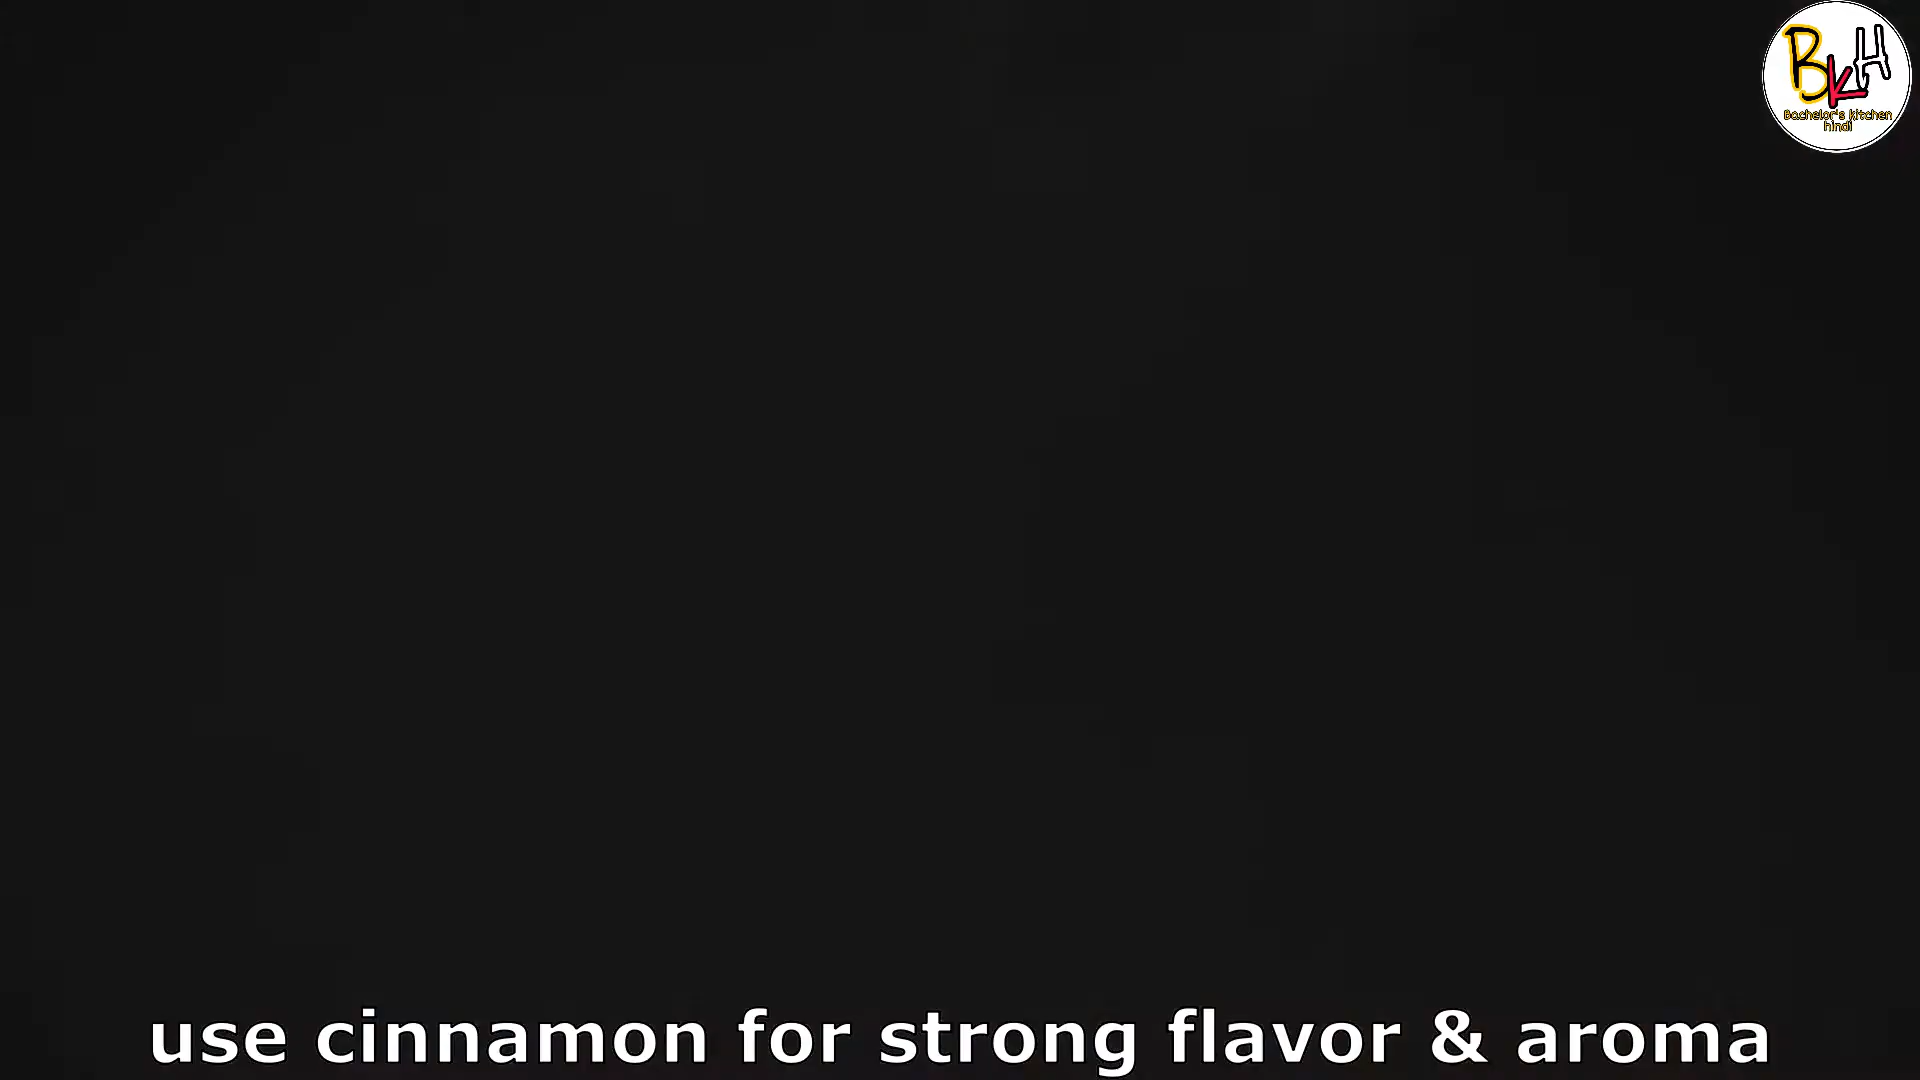 BKH
Bachelor's kitchen
hindi
use cinnamon for strong flavor & aroma